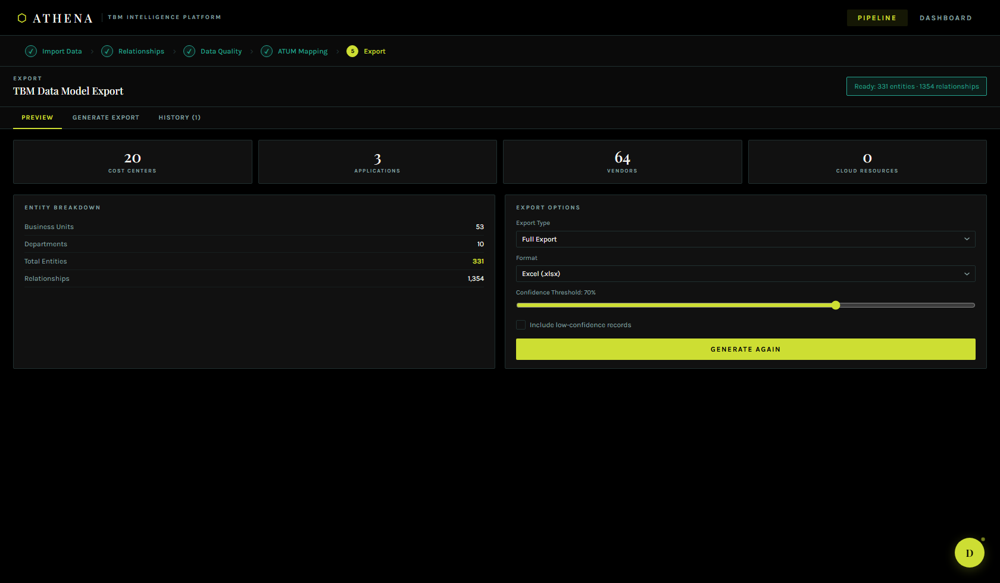 ATHENA TBM INTELLIGENCE PLATFORM PIPELINE DASHBOARD
✓ Import Data › ✓ Relationships › ✓ Data Quality › ✓ ATUM Mapping › 5 Export
EXPORT
TBM Data Model Export
Ready: 331 entities · 1354 relationships
PREVIEW GENERATE EXPORT HISTORY (1)
20
COST CENTERS
3
APPLICATIONS
64
VENDORS
0
CLOUD RESOURCES
ENTITY BREAKDOWN
Business Units 53
Departments 10
Total Entities 331
Relationships 1,354
EXPORT OPTIONS
Export Type
Full Export
Format
Excel (.xlsx)
Confidence Threshold: 70%
Include low-confidence records
GENERATE AGAIN
D